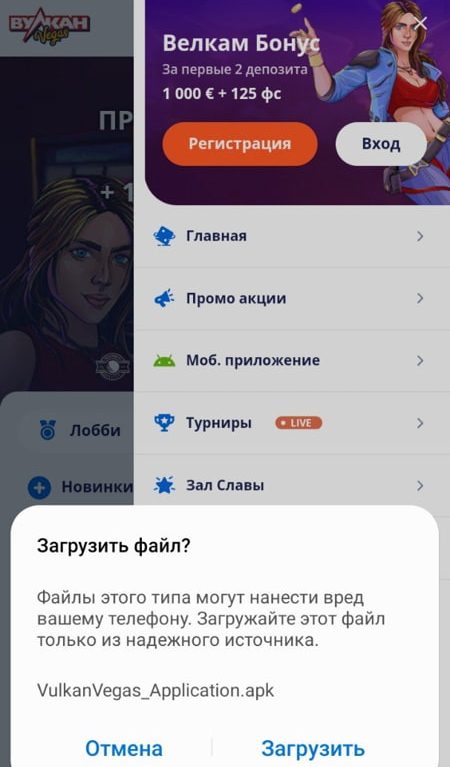 ВУЛКАН
Vegas
Велкам Бонус
За первые 2 депозита
1 000 € + 125 фс
Регистрация
Вход
ПР
+ 1
Главная
Промо акции
Моб. приложение
Турниры
LIVE
Лобби
Зал Славы
Новинки
Загрузить файл?
Файлы этого типа могут нанести вред
вашему телефону. Загружайте этот файл
только из надежного источника.
VulkanVegas_Application.apk
Отмена
Загрузить